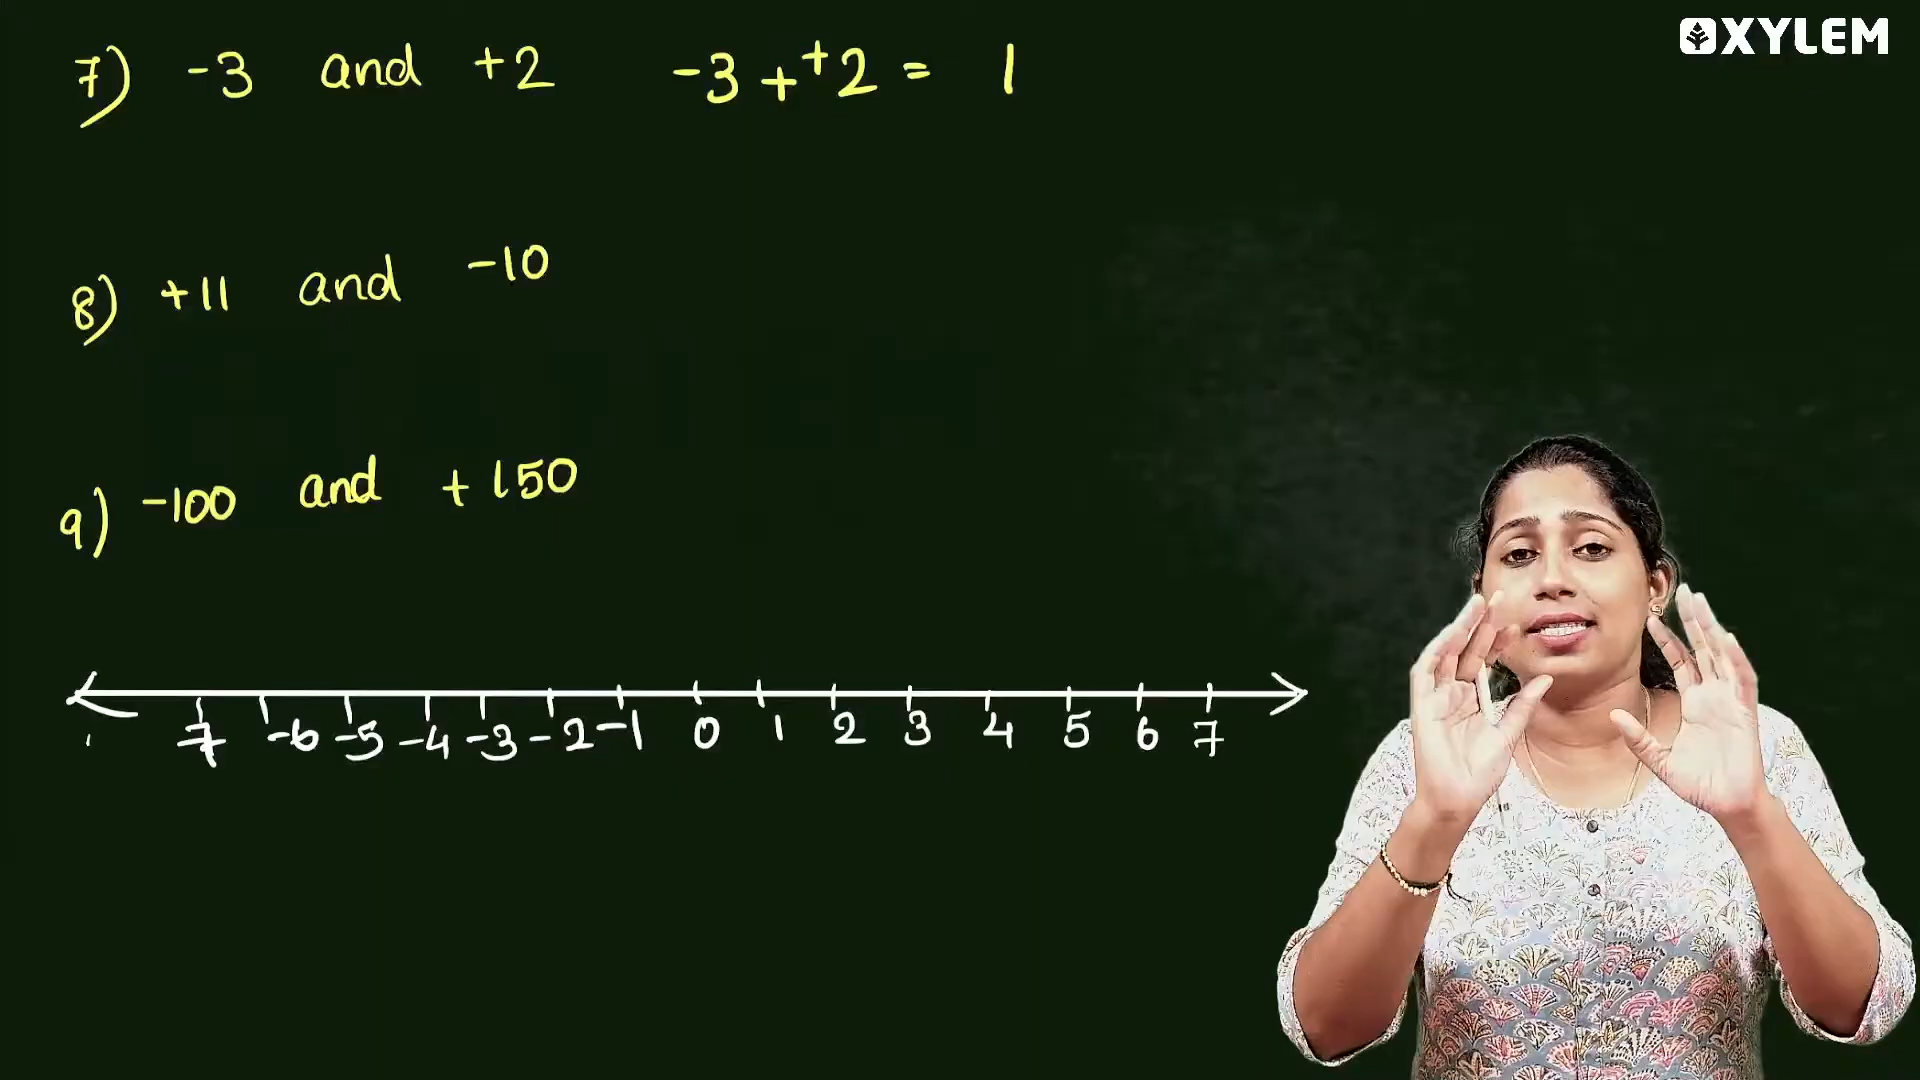 XYLEM
7) -3 and +2 -3 + +2 = 1
8) +11 and -10
9) -100 and +150
-7 -6 -5 -4 -3 -2 -1 0 1 2 3 4 5 6 7